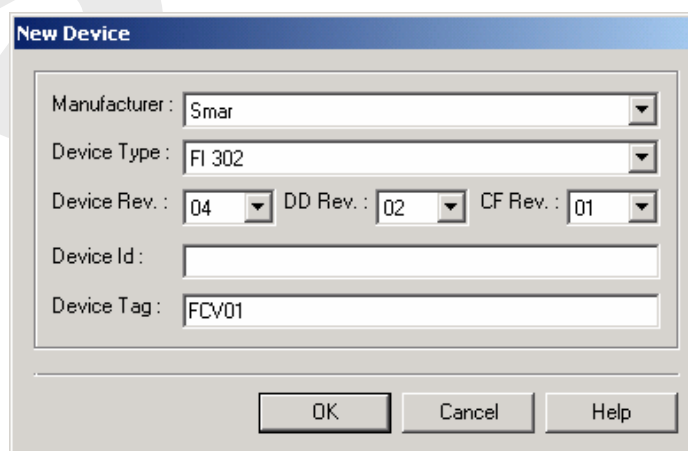 New Device
Manufacturer : Smar
Device Type : FI 302
Device Rev. : 04 DD Rev. : 02 CF Rev. : 01
Device Id :
Device Tag : FCV01
OK Cancel Help